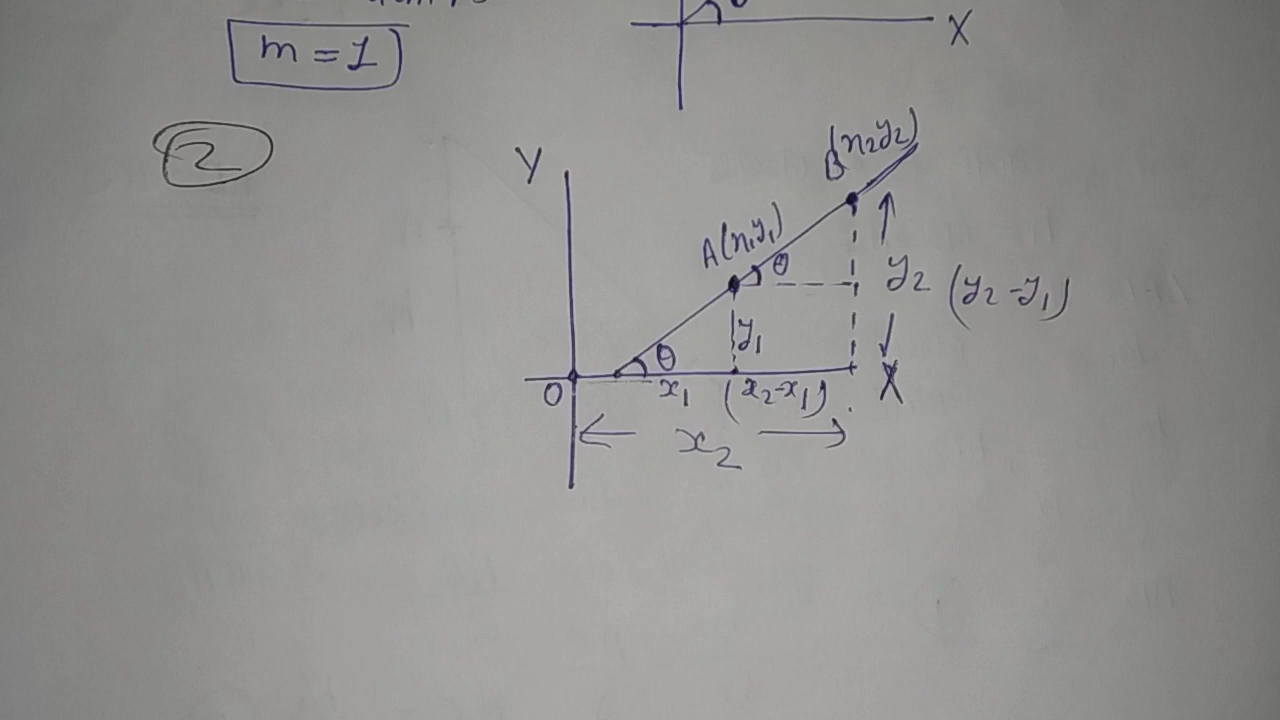 X
m = 1
2
Y
B(x2y2)
A(x1y1)
θ
y2 (y2-y1)
y1
θ
O
x1 (x2-x1)
X
x2